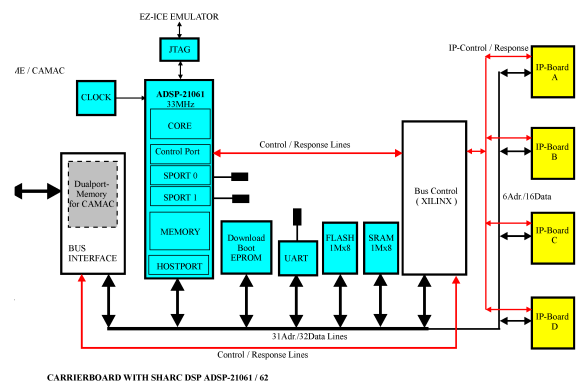 EZ-ICE EMULATOR
JTAG
IP-Control / Response
ME / CAMAC
IP-Board
A
CLOCK
ADSP-21061
33MHz
CORE
Control / Response Lines
Control Port
IP-Board
B
SPORT 0
Dualport-
Memory
for CAMAC
Bus Control
( XILINX )
6Adr./16Data
SPORT 1
MEMORY
Download
Boot
EPROM
FLASH
1Mx8
SRAM
1Mx8
IP-Board
C
BUS
INTERFACE
UART
HOSTPORT
IP-Board
D
31Adr./32Data Lines
Control / Response Lines
CARRIERBOARD WITH SHARC DSP ADSP-21061 / 62